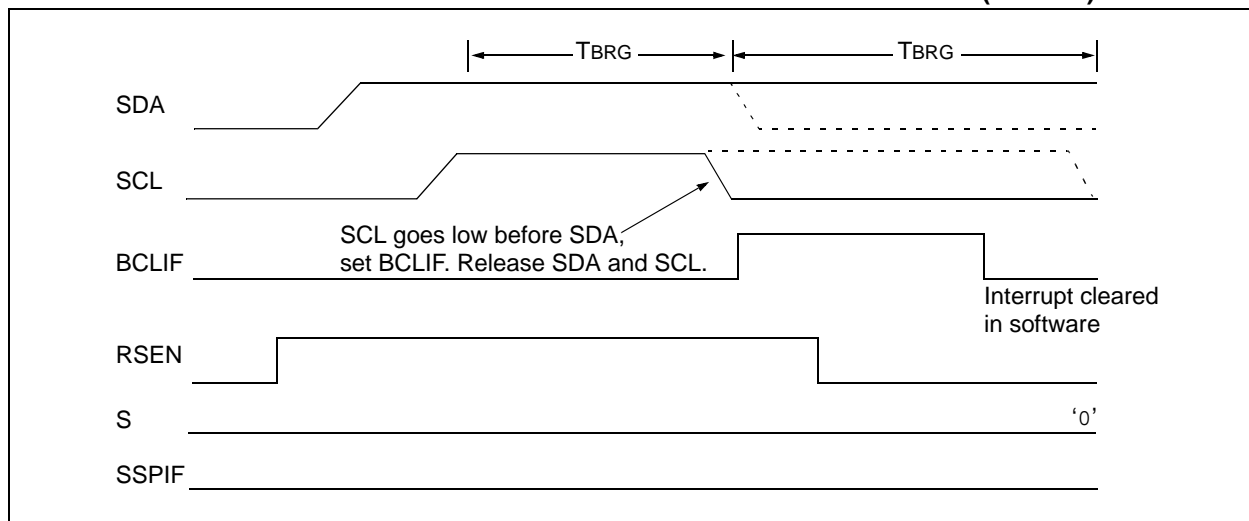 TBRG TBRG
SDA
SCL
SCL goes low before SDA,
set BCLIF. Release SDA and SCL.
BCLIF
Interrupt cleared
in software
RSEN
S ‘0’
SSPIF